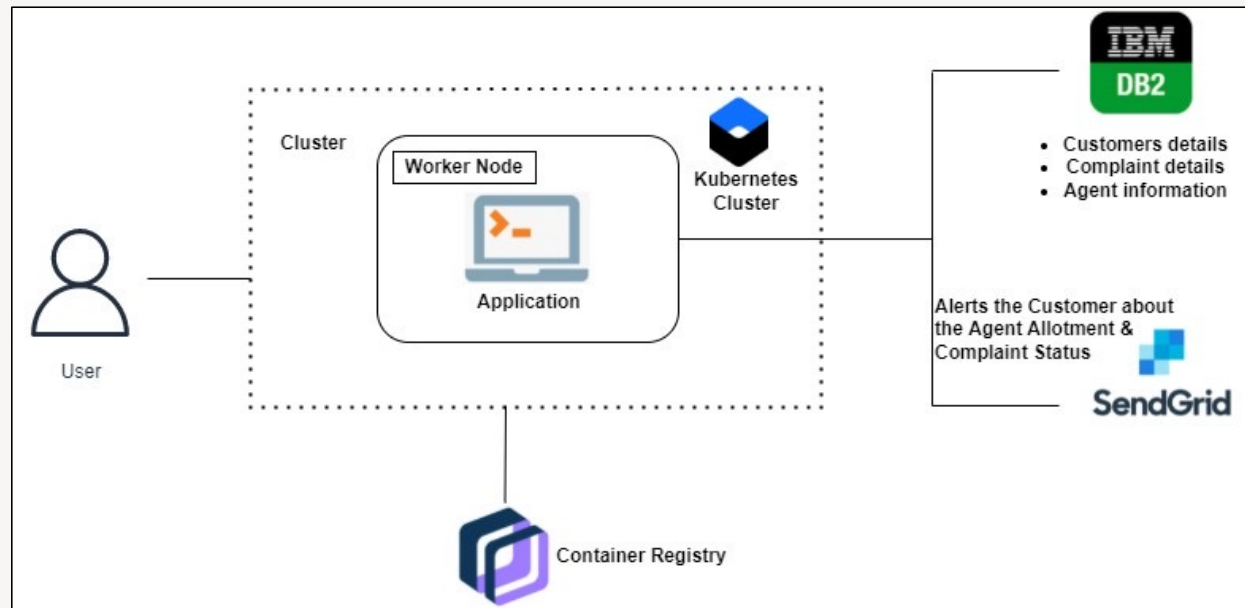 IBM
DB2
Cluster
Worker Node
Kubernetes
Cluster
Application
• Customers details
• Complaint details
• Agent information
User
Alerts the Customer about
the Agent Allotment &
Complaint Status
SendGrid
Container Registry